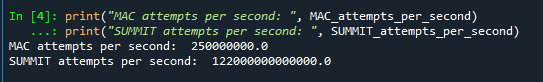 In [4]: print("MAC attempts per second: ", MAC_attempts_per_second)
   ...: print("SUMMIT attempts per second: ", SUMMIT_attempts_per_second)
MAC attempts per second:  250000000.0
SUMMIT attempts per second:  122000000000000.0